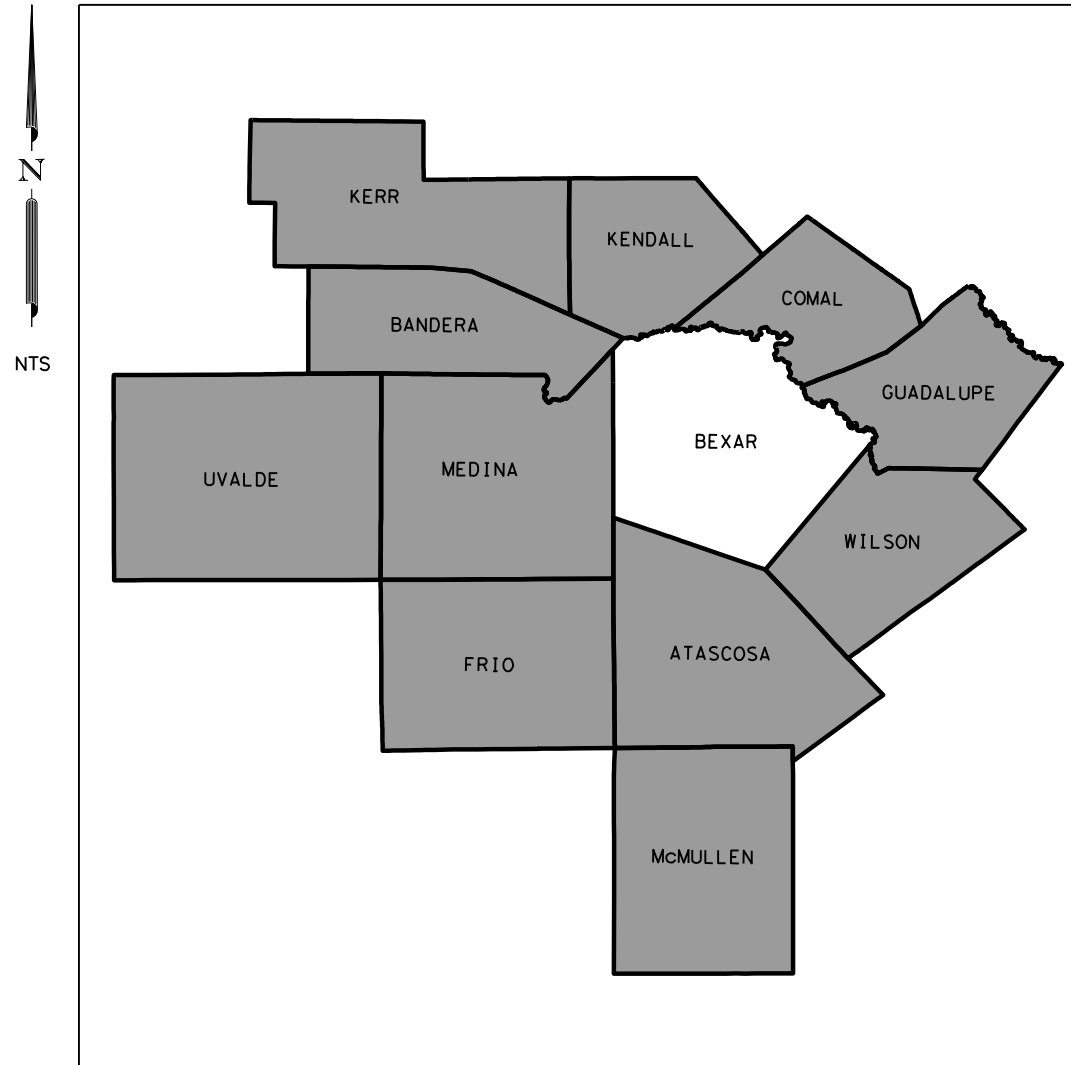 N
NTS
KERR
KENDALL
COMAL
BANDERA
GUADALUPE
BEXAR
MEDINA
UVALDE
WILSON
ATASCOSA
FRIO
McMULLEN